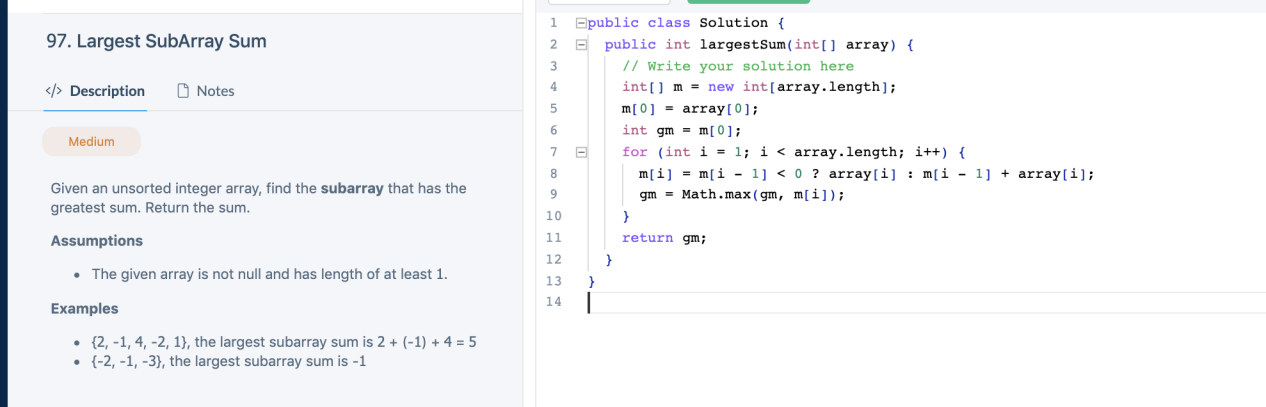 97. Largest SubArray Sum
</> Description Notes
Medium
Given an unsorted integer array, find the subarray that has the
greatest sum. Return the sum.
Assumptions
• The given array is not null and has length of at least 1.
Examples
• {2, -1, 4, -2, 1}, the largest subarray sum is 2 + (-1) + 4 = 5
• {-2, -1, -3}, the largest subarray sum is -1
1 public class Solution {
2   public int largestSum(int[] array) {
3     // Write your solution here
4     int[] m = new int[array.length];
5     m[0] = array[0];
6     int gm = m[0];
7     for (int i = 1; i < array.length; i++) {
8       m[i] = m[i - 1] < 0 ? array[i] : m[i - 1] + array[i];
9       gm = Math.max(gm, m[i]);
10     }
11     return gm;
12   }
13 }
14